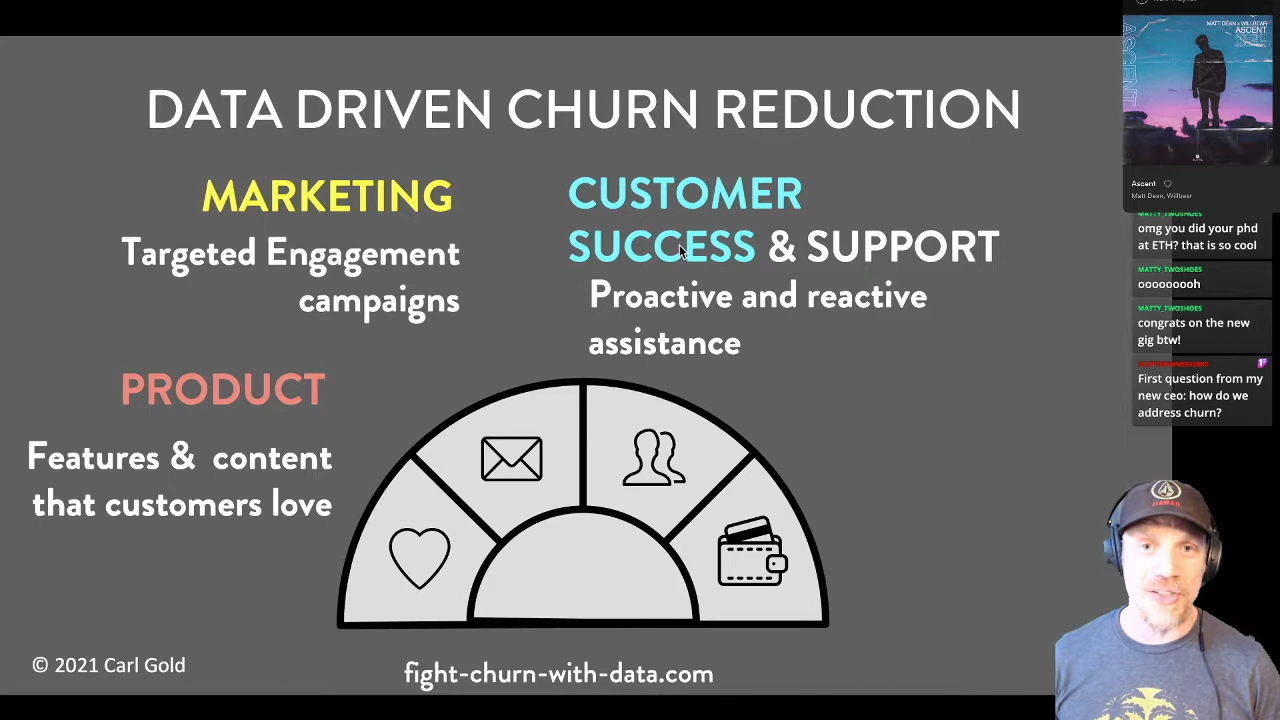 DATA DRIVEN CHURN REDUCTION
MARKETING
Targeted Engagement
campaigns
CUSTOMER
SUCCESS & SUPPORT
Proactive and reactive
assistance
PRODUCT
Features & content
that customers love
© 2021 Carl Gold
fight-churn-with-data.com
MATT DEAN x WILLBEAR
ASCENT
ASCENT
Ascent
Matt Dean, Willbear
MATTY_TWOSHOES
omg you did your phd
at ETH? that is so cool
MATTY_TWOSHOES
ooooooooh
MATTY_TWOSHOES
congrats on the new
gig btw!
First question from my
new ceo: how do we
address churn?